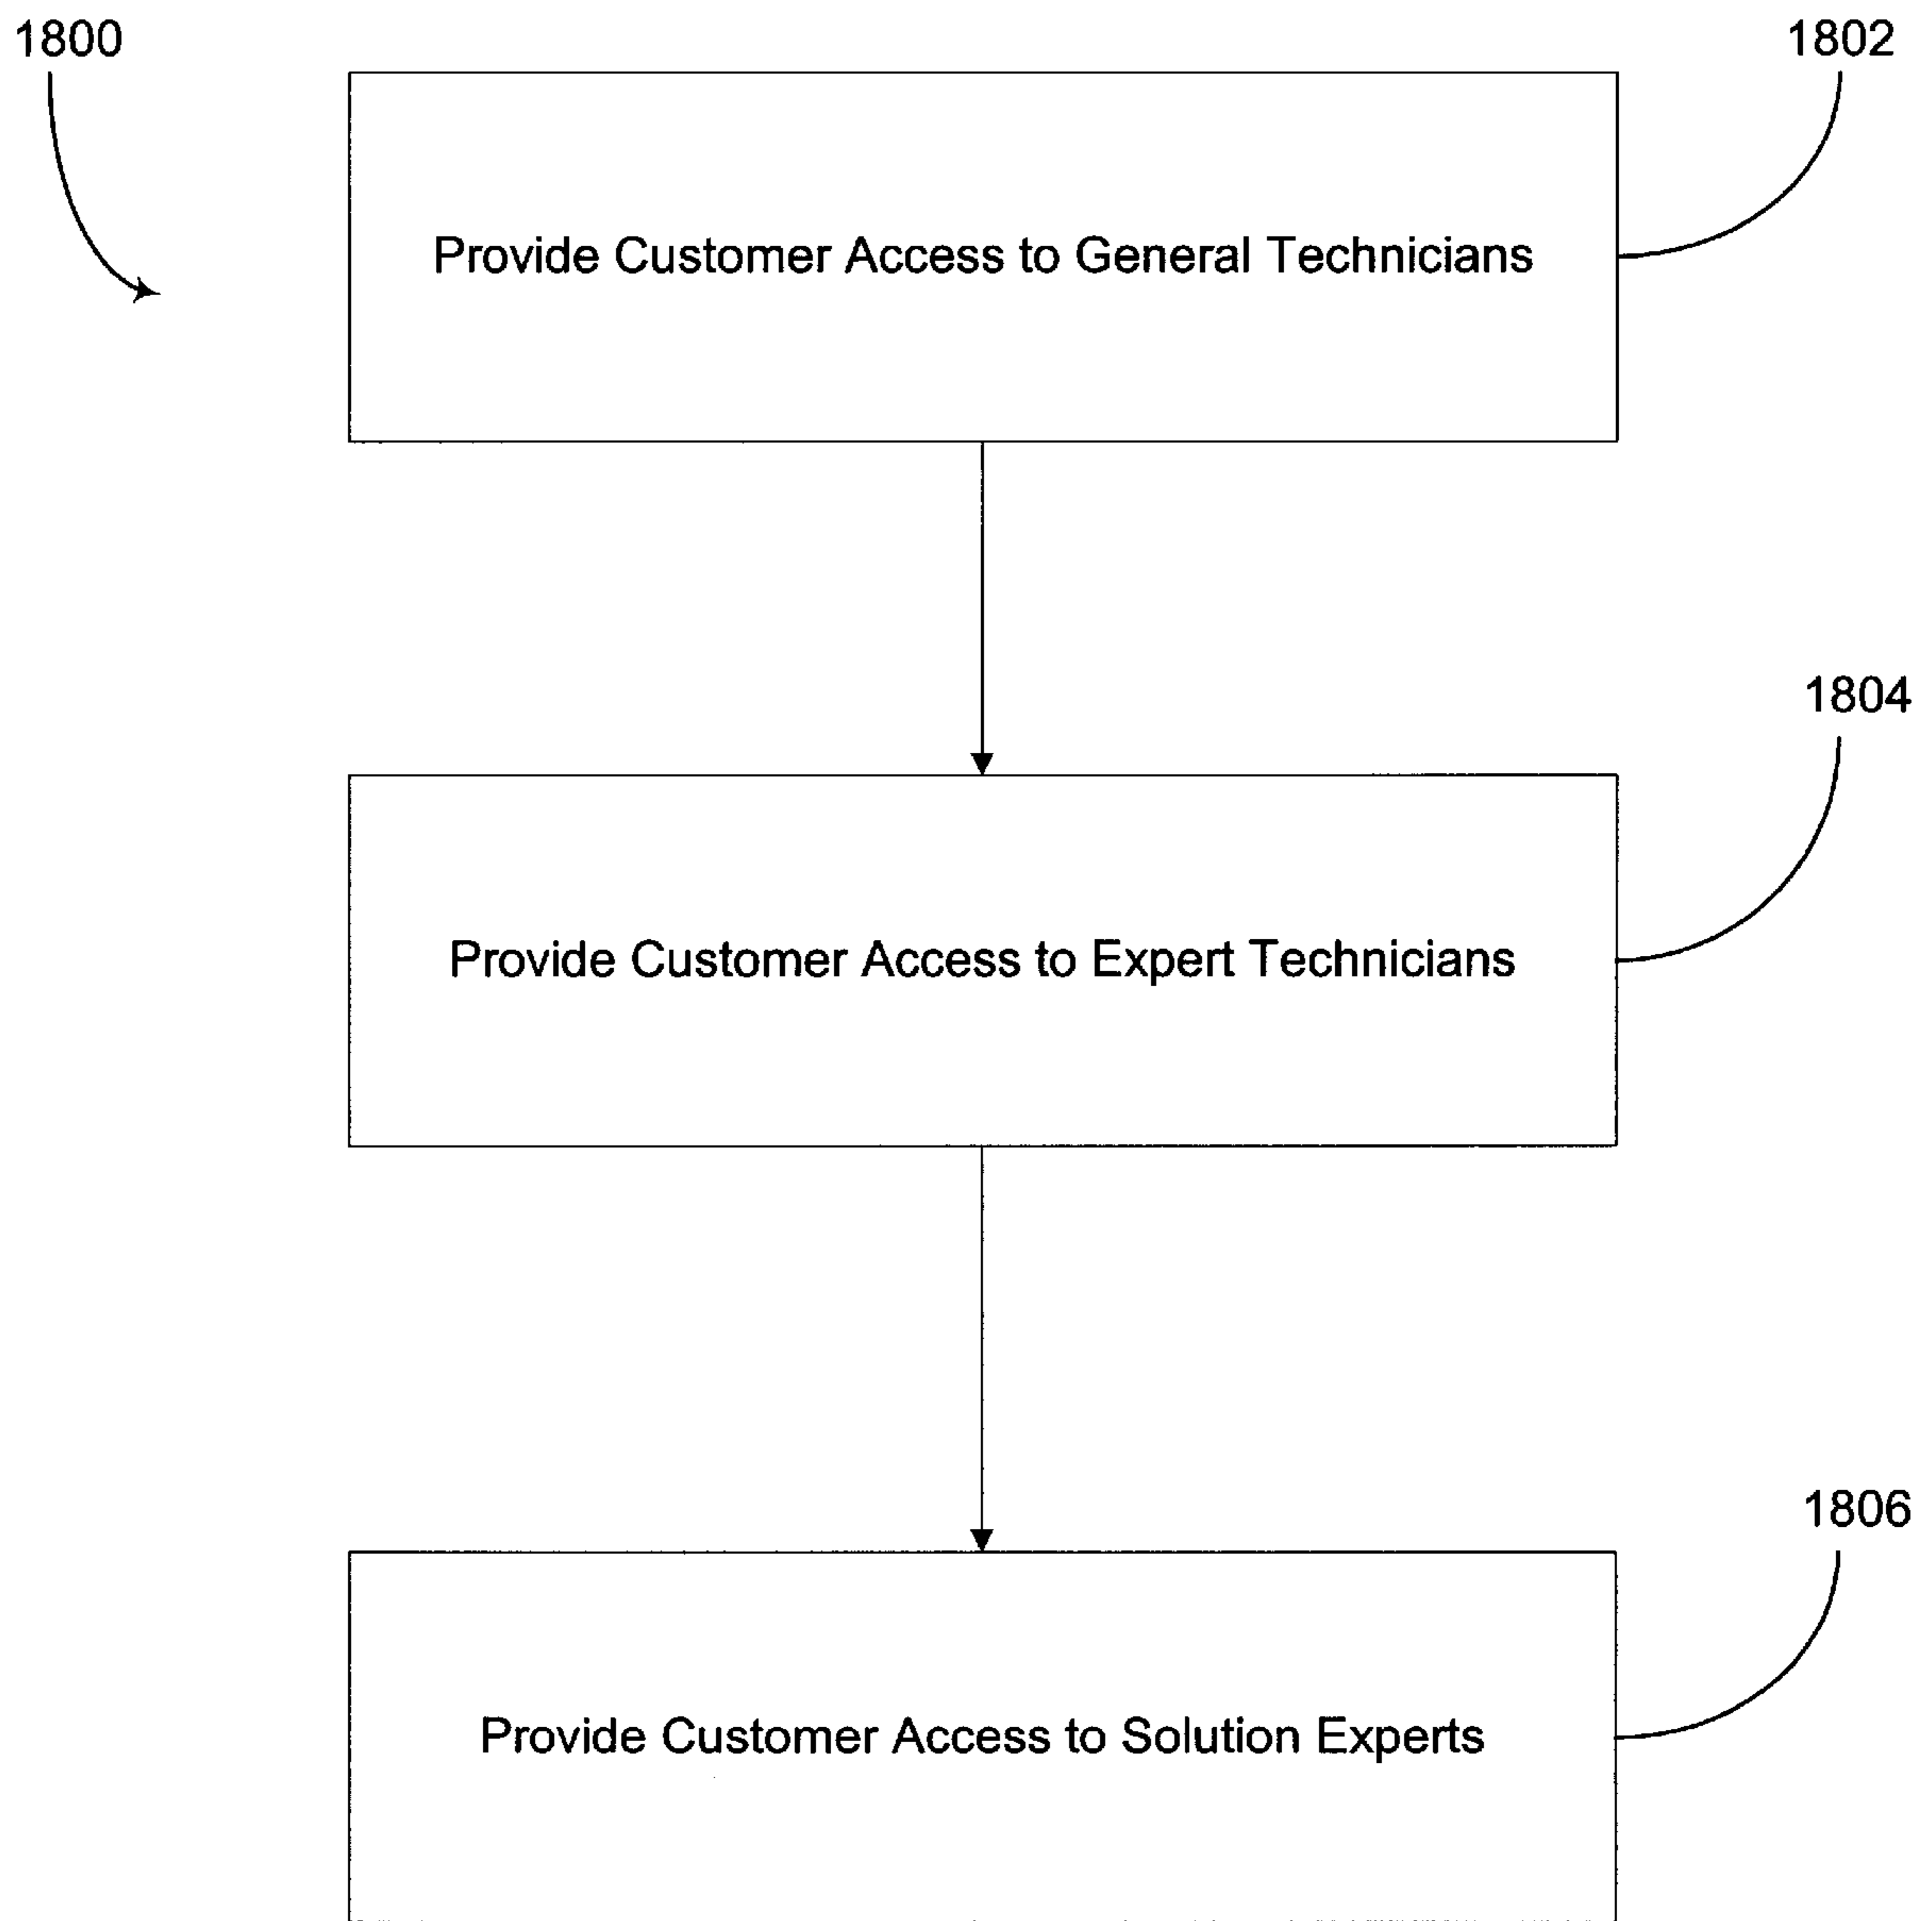 1800
1802
Provide Customer Access to General Technicians
1804
Provide Customer Access to Expert Technicians
1806
Provide Customer Access to Solution Experts